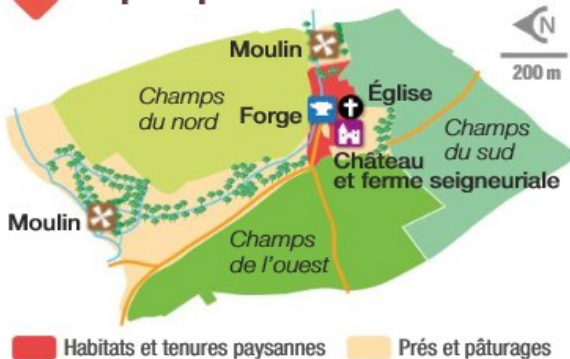 N
200 m
Moulin
Champs
du nord
Forge
Église
Champs
du sud
Château
et ferme seigneuriale
Moulin
Champs
de l'ouest
Habitats et tenures paysannes
Prés et pâturages